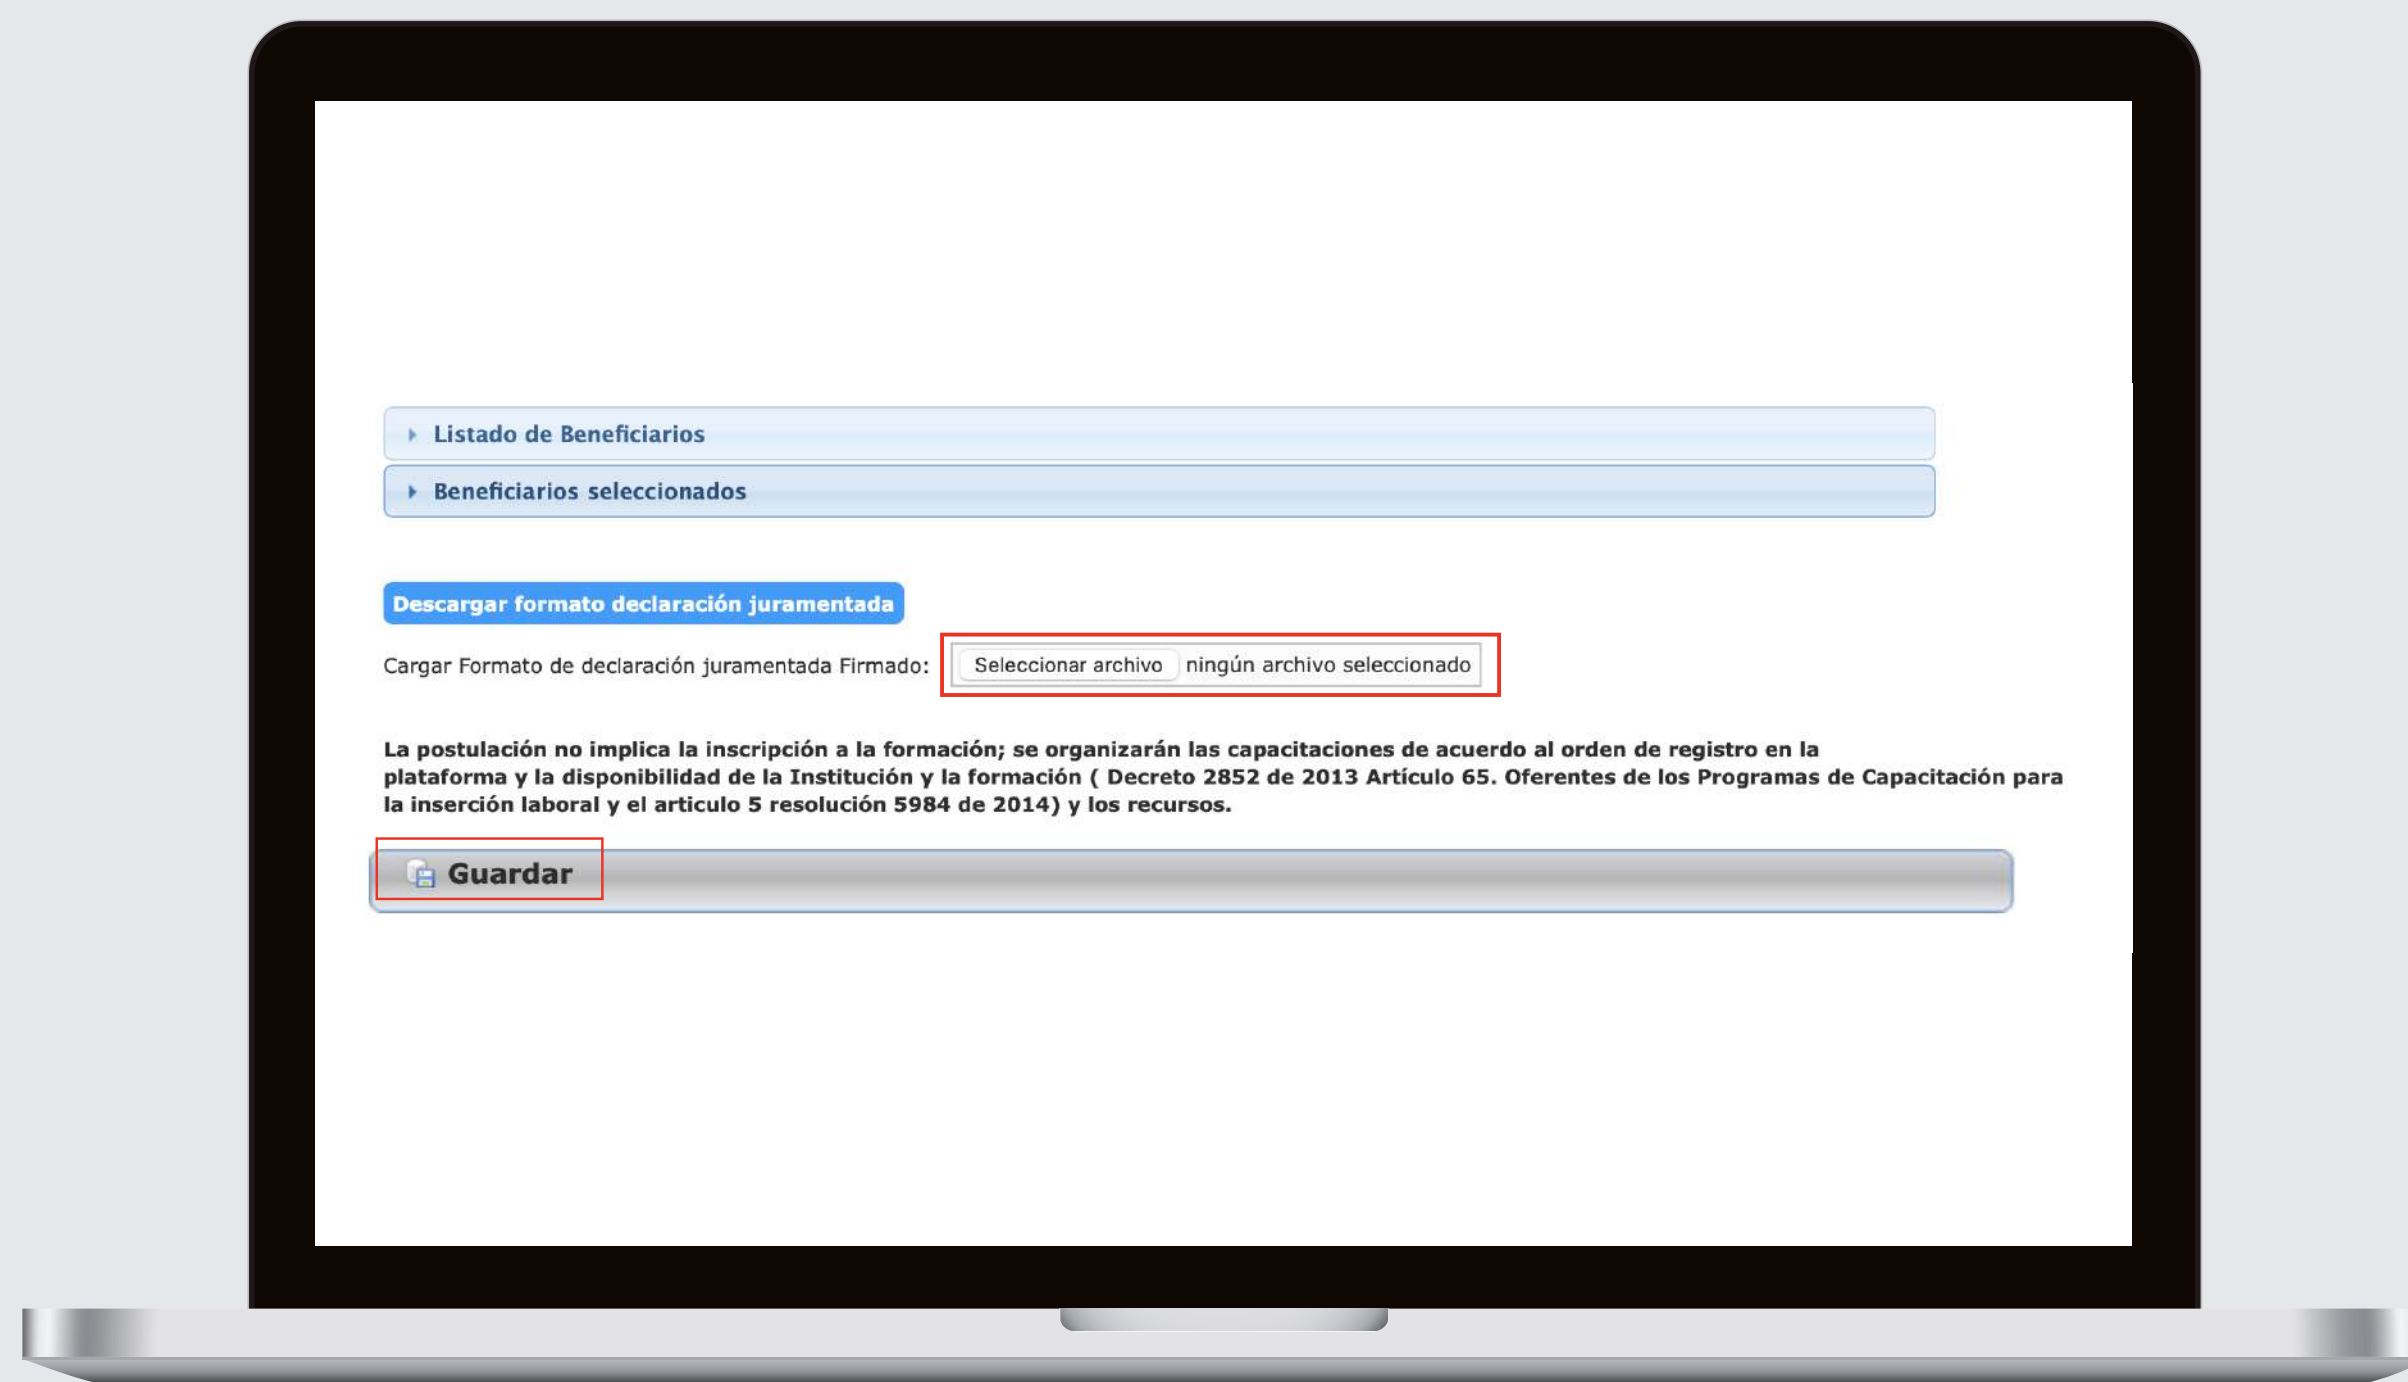 Listado de Beneficiarios
Beneficiarios seleccionados
Descargar formato declaración juramentada
Cargar Formato de declaración juramentada Firmado: Seleccionar archivo ningún archivo seleccionado
La postulación no implica la inscripción a la formación; se organizarán las capacitaciones de acuerdo al orden de registro en la
plataforma y la disponibilidad de la Institución y la formación ( Decreto 2852 de 2013 Artículo 65. Oferentes de los Programas de Capacitación para
la inserción laboral y el articulo 5 resolución 5984 de 2014) y los recursos.
Guardar